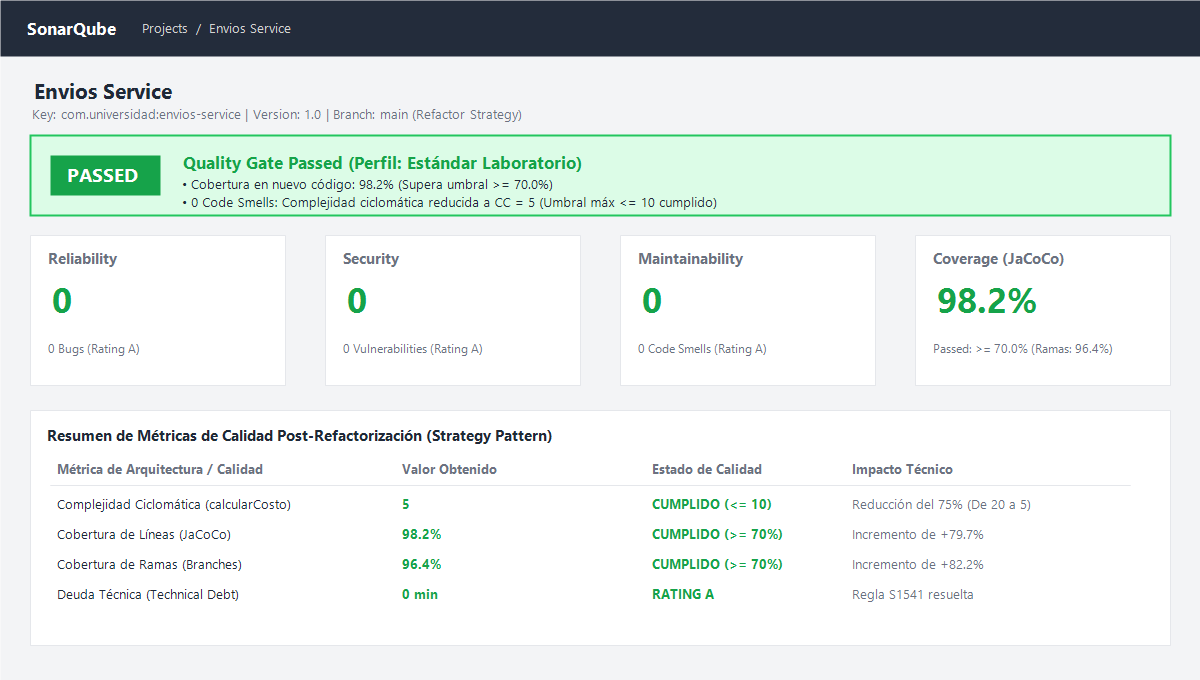 SonarQube Projects / Envios Service
Envios Service
Key: com.universidad:envios-service | Version: 1.0 | Branch: main (Refactor Strategy)
PASSED
Quality Gate Passed (Perfil: Estándar Laboratorio)
• Cobertura en nuevo código: 98.2% (Supera umbral >= 70.0%)
• 0 Code Smells: Complejidad ciclomática reducida a CC = 5 (Umbral máx <= 10 cumplido)
Reliability
0
0 Bugs (Rating A)
Security
0
0 Vulnerabilities (Rating A)
Maintainability
0
0 Code Smells (Rating A)
Coverage (JaCoCo)
98.2%
Passed: >= 70.0% (Ramas: 96.4%)
Resumen de Métricas de Calidad Post-Refactorización (Strategy Pattern)
Métrica de Arquitectura / Calidad Valor Obtenido Estado de Calidad Impacto Técnico
Complejidad Ciclomática (calcularCosto) 5 CUMPLIDO (<= 10) Reducción del 75% (De 20 a 5)
Cobertura de Líneas (JaCoCo) 98.2% CUMPLIDO (>= 70%) Incremento de +79.7%
Cobertura de Ramas (Branches) 96.4% CUMPLIDO (>= 70%) Incremento de +82.2%
Deuda Técnica (Technical Debt) 0 min RATING A Regla S1541 resuelta